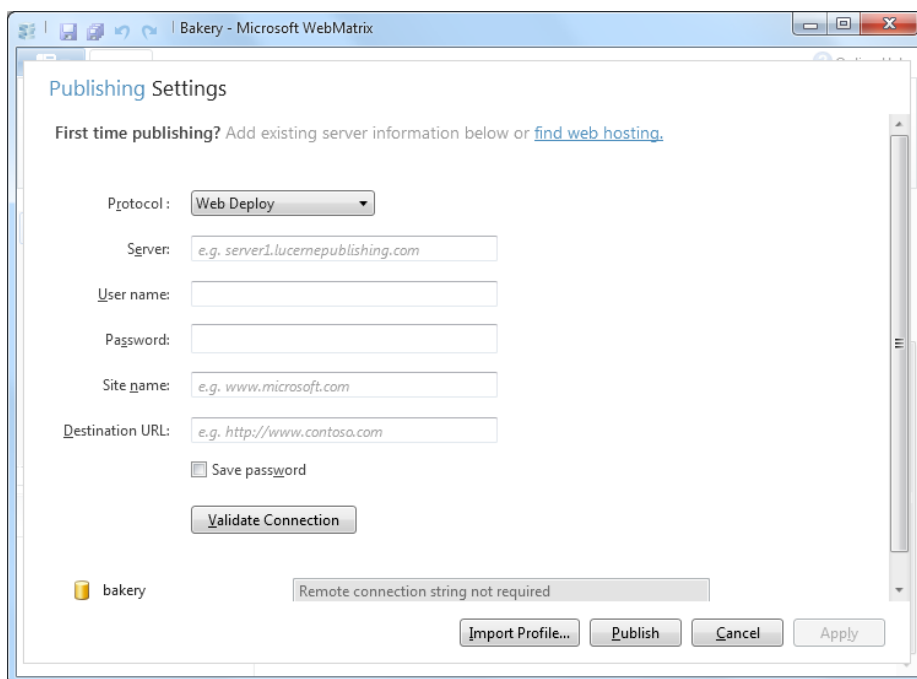 Bakery - Microsoft WebMatrix
Publishing Settings
First time publishing? Add existing server information below or find web hosting.
Protocol : Web Deploy
Server: e.g. server1.lucernepublishing.com
User name:
Password:
Site name: e.g. www.microsoft.com
Destination URL: e.g. http://www.contoso.com
Save password
Validate Connection
bakery Remote connection string not required
Import Profile... Publish Cancel Apply